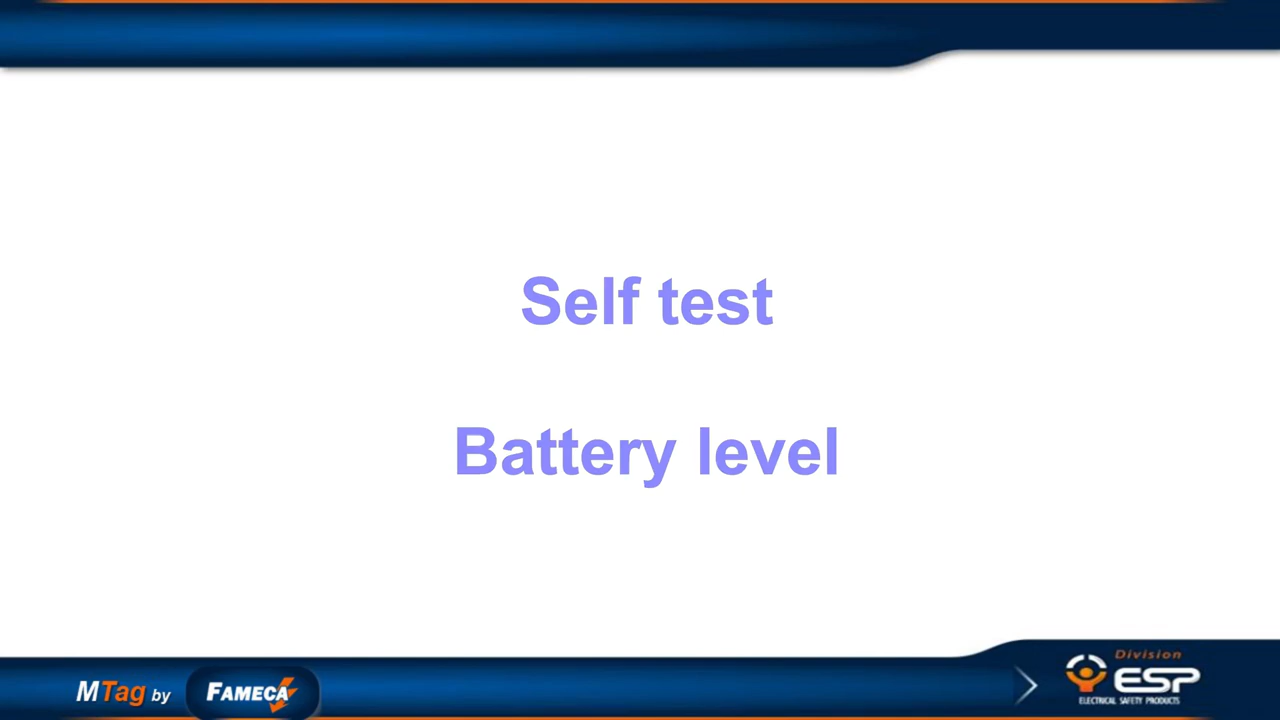 Self test
Battery level
MTag by FAMECA
Division
ESP
ELECTRICAL SAFETY PRODUCTS